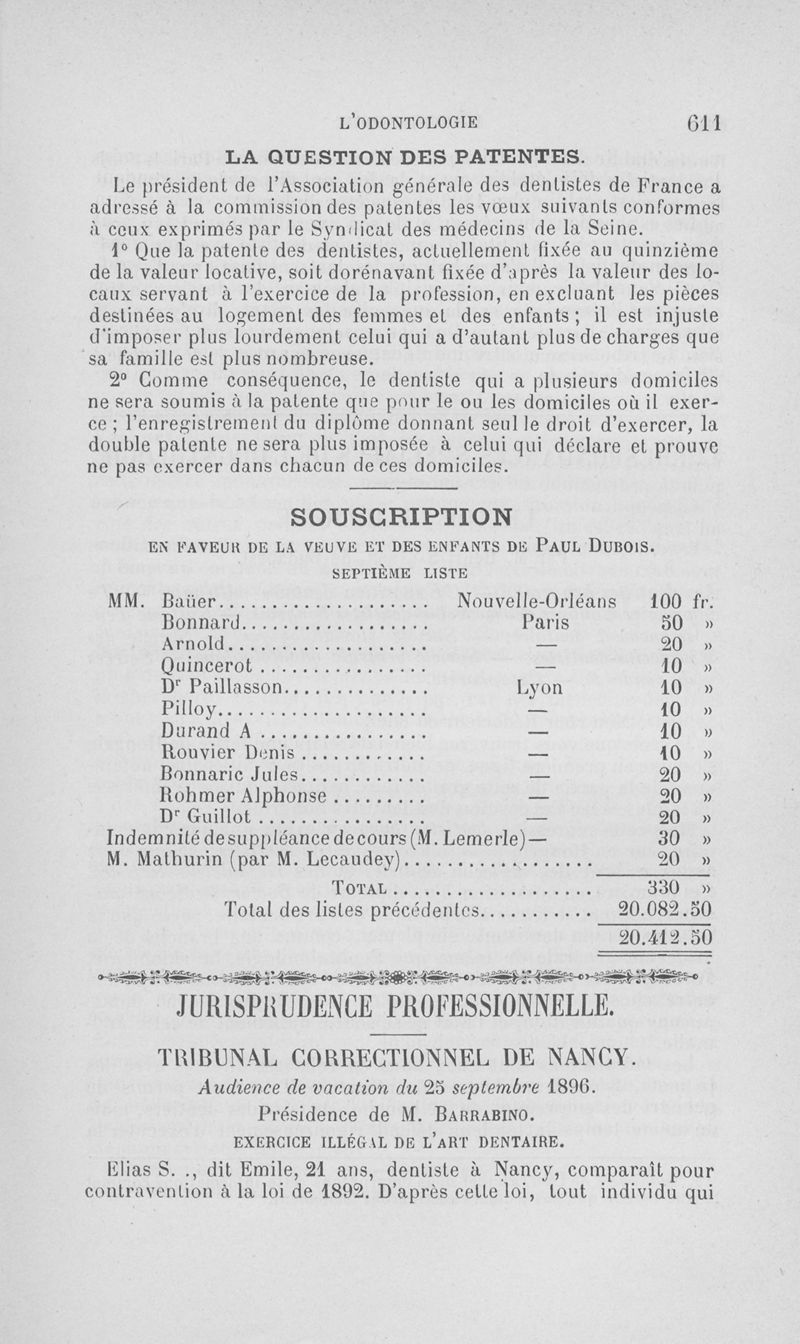 L'ODONTOLOGIE 611
LA QUESTION DES PATENTES.
Le président de l'Association générale des dentistes de France a
adressé à la commission des patentes les vœux suivants conformes
à ceux exprimés par le Syndicat des médecins de la Seine.
1° Que la patente des dentistes, actuellement fixée au quinzième
de la valeur locative, soit dorénavant fixée d'après la valeur des lo-
caux servant à l'exercice de la profession, en excluant les pièces
destinées au logement des femmes et des enfants ; il est injuste
d'imposer plus lourdement celui qui a d'autant plus de charges que
sa famille est plus nombreuse.
2° Comme conséquence, le dentiste qui a plusieurs domiciles
ne sera soumis à la patente que pour le ou les domiciles où il exer-
ce ; l'enregistrement du diplôme donnant seul le droit d'exercer, la
double patente ne sera plus imposée à celui qui déclare et prouve
ne pas exercer dans chacun de ces domiciles.
SOUSCRIPTION
EN FAVEUR DE LA VEUVE ET DES ENFANTS DE PAUL DUBOIS.
SEPTIÈME LISTE
MM. Baüer.................... Nouvelle-Orléans 100 fr.
Bonnard.................. Paris 50 »
Arnold................... — 20 »
Quincerot................ — 10 »
Dr Paillasson.............. Lyon 10 »
Pilloy.................... — 10 »
Durand A................ — 10 »
Rouvier Denis............ — 10 »
Bonnaric Jules............ — 20 »
Rohmer Alphonse......... — 20 »
Dr Guillot................ — 20 »
Indemnité de suppléance de cours (M. Lemerle) — 30 »
M. Mathurin (par M. Lecaudey).................. 20 »
TOTAL................... 330 »
Total des listes précédentes........... 20.082.50
20.412.50
JURISPRUDENCE PROFESSIONNELLE.
TRIBUNAL CORRECTIONNEL DE NANCY.
Audience de vacation du 25 septembre 1896.
Présidence de M. BARRABINO.
EXERCICE ILLÉGAL DE L'ART DENTAIRE.
Elias S. ., dit Emile, 21 ans, dentiste à Nancy, comparaît pour
contravention à la loi de 1892. D'après cette loi, tout individu qui